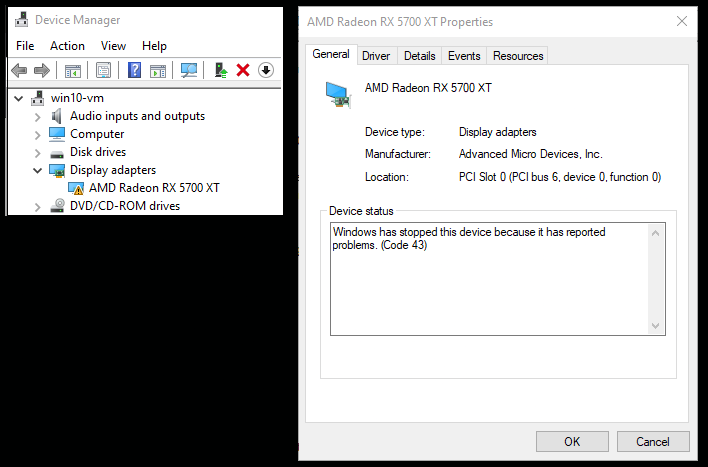 Device Manager
File Action View Help
win10-vm
Audio inputs and outputs
Computer
Disk drives
Display adapters
AMD Radeon RX 5700 XT
DVD/CD-ROM drives
AMD Radeon RX 5700 XT Properties
General Driver Details Events Resources
AMD Radeon RX 5700 XT
Device type: Display adapters
Manufacturer: Advanced Micro Devices, Inc.
Location: PCI Slot 0 (PCI bus 6, device 0, function 0)
Device status
Windows has stopped this device because it has reported
problems. (Code 43)
OK Cancel